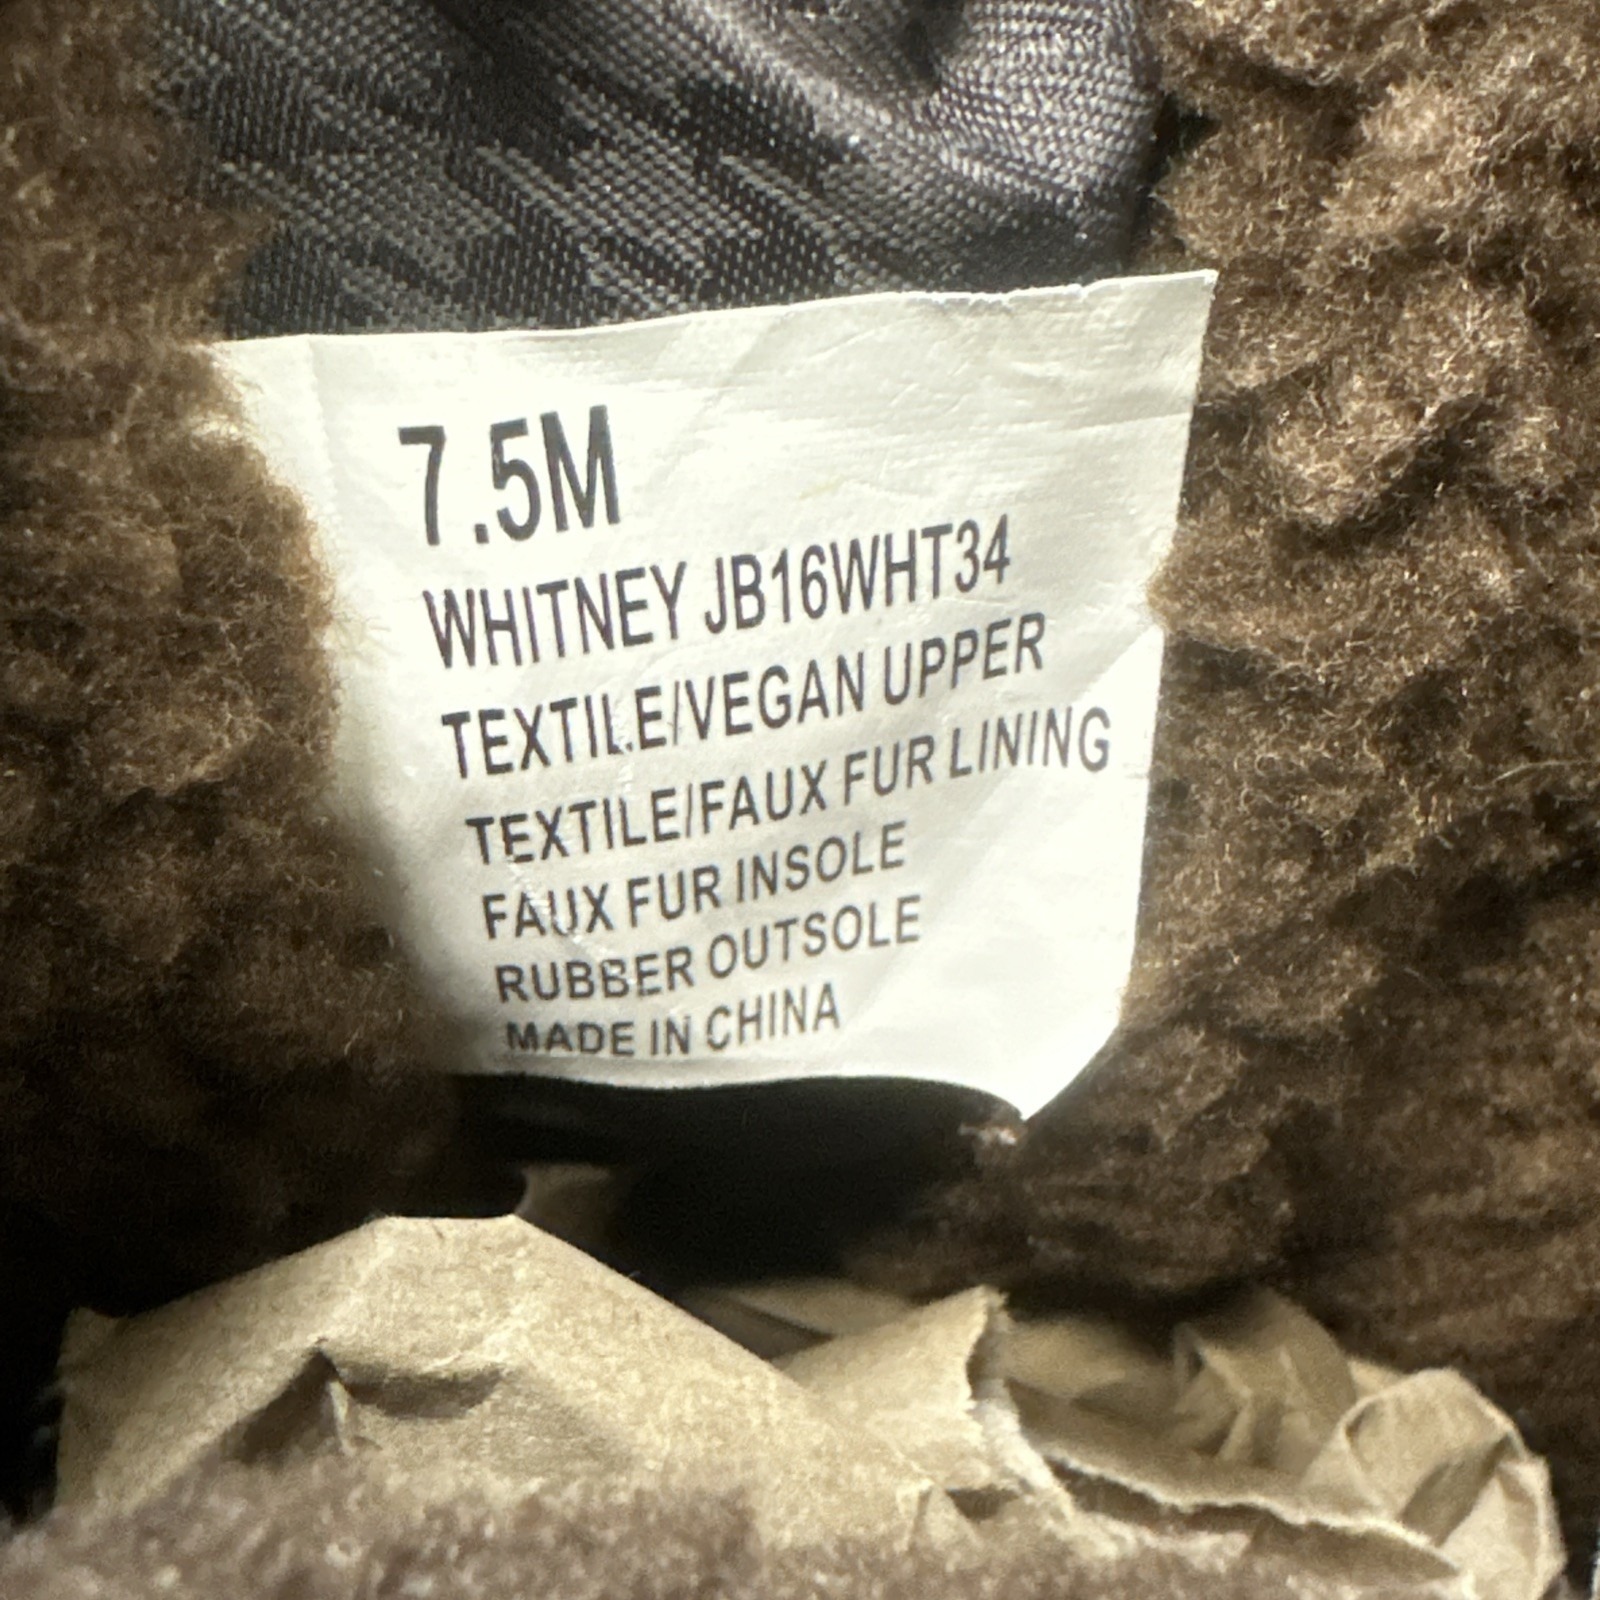 7.5M
WHITNEY JB16WHT34
TEXTILE/VEGAN UPPER
TEXTILE/FAUX FUR LINING
FAUX FUR INSOLE
RUBBER OUTSOLE
MADE IN CHINA